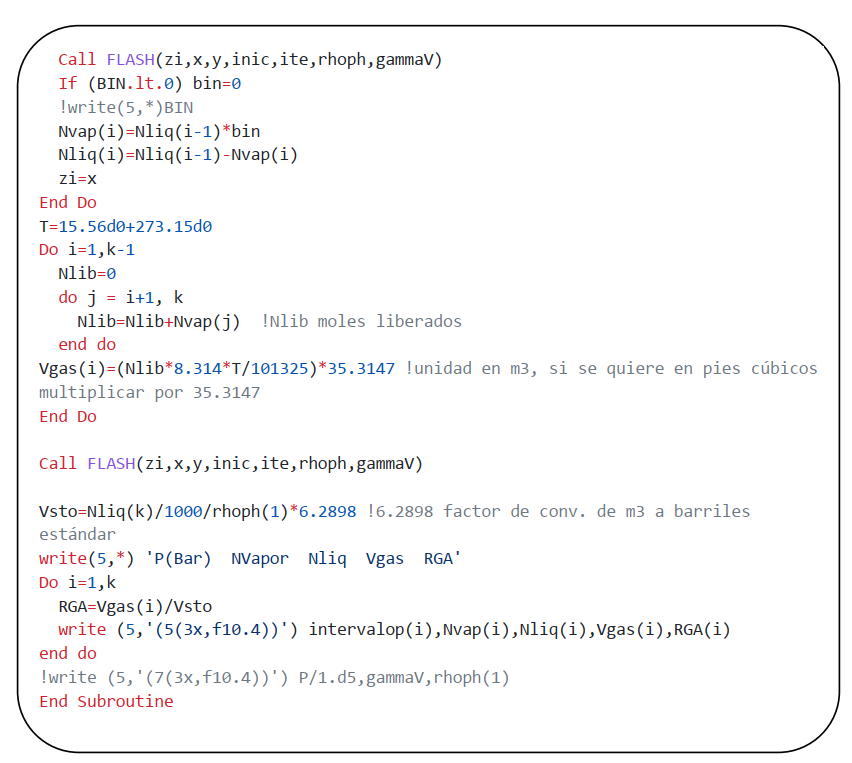 Call FLASH(zi,x,y,inic,ite,rhoph,gammaV)
If (BIN.lt.0) bin=0
!write(5,*)BIN
Nvap(i)=Nliq(i-1)*bin
Nliq(i)=Nliq(i-1)-Nvap(i)
zi=x
End Do
T=15.56d0+273.15d0
Do i=1,k-1
Nlib=0
do j = i+1, k
Nlib=Nlib+Nvap(j)  !Nlib moles liberados
end do
Vgas(i)=(Nlib*8.314*T/101325)*35.3147 !unidad en m3, si se quiere en pies cúbicos
multiplicar por 35.3147
End Do
Call FLASH(zi,x,y,inic,ite,rhoph,gammaV)
Vsto=Nliq(k)/1000/rhoph(1)*6.2898 !6.2898 factor de conv. de m3 a barriles
estándar
write(5,*) 'P(Bar)  NVapor  Nliq  Vgas  RGA'
Do i=1,k
RGA=Vgas(i)/Vsto
write (5,'(5(3x,f10.4))') intervalop(i),Nvap(i),Nliq(i),Vgas(i),RGA(i)
end do
!write (5,'(7(3x,f10.4))') P/1.d5,gammaV,rhoph(1)
End Subroutine